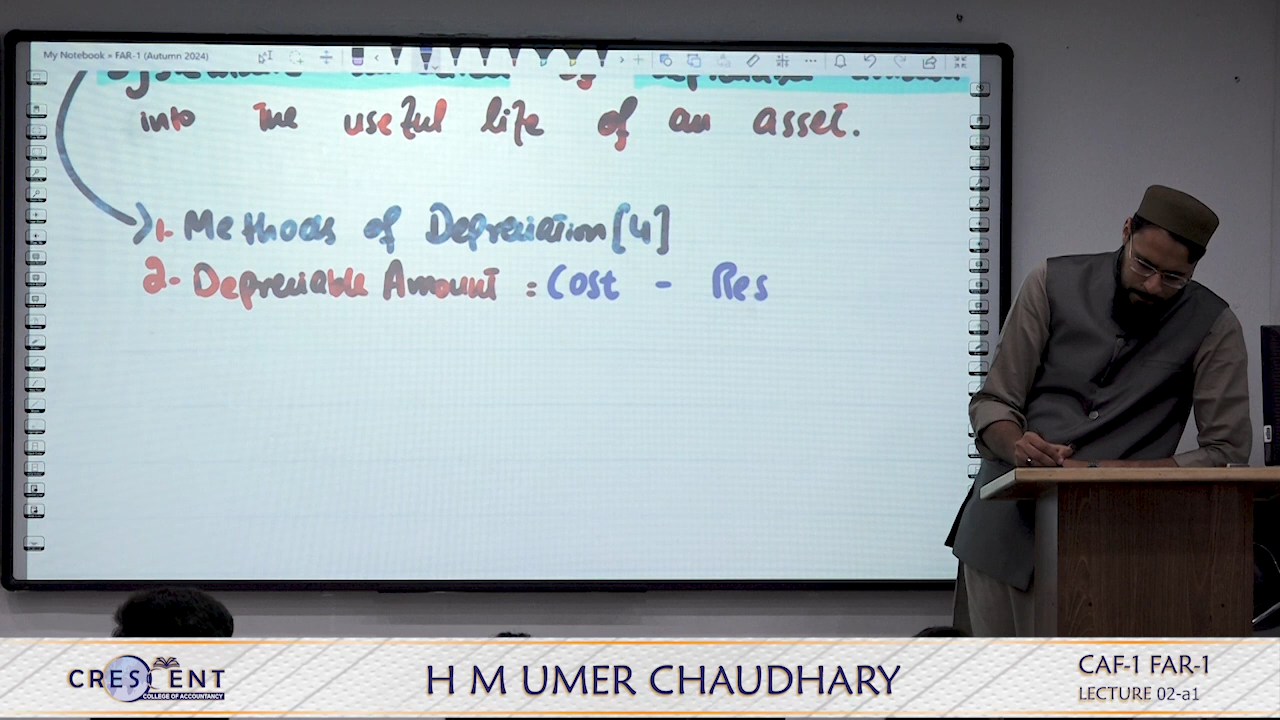 My Notebook » FAR-1 (Autumn 2024)
into the useful life of an asset.
1. Methods of Depreciation [4]
2- Depreciable Amount = Cost - Res
CRESCENT
COLLEGE OF ACCOUNTANCY
H M UMER CHAUDHARY
CAF-1 FAR-1
LECTURE 02-a1